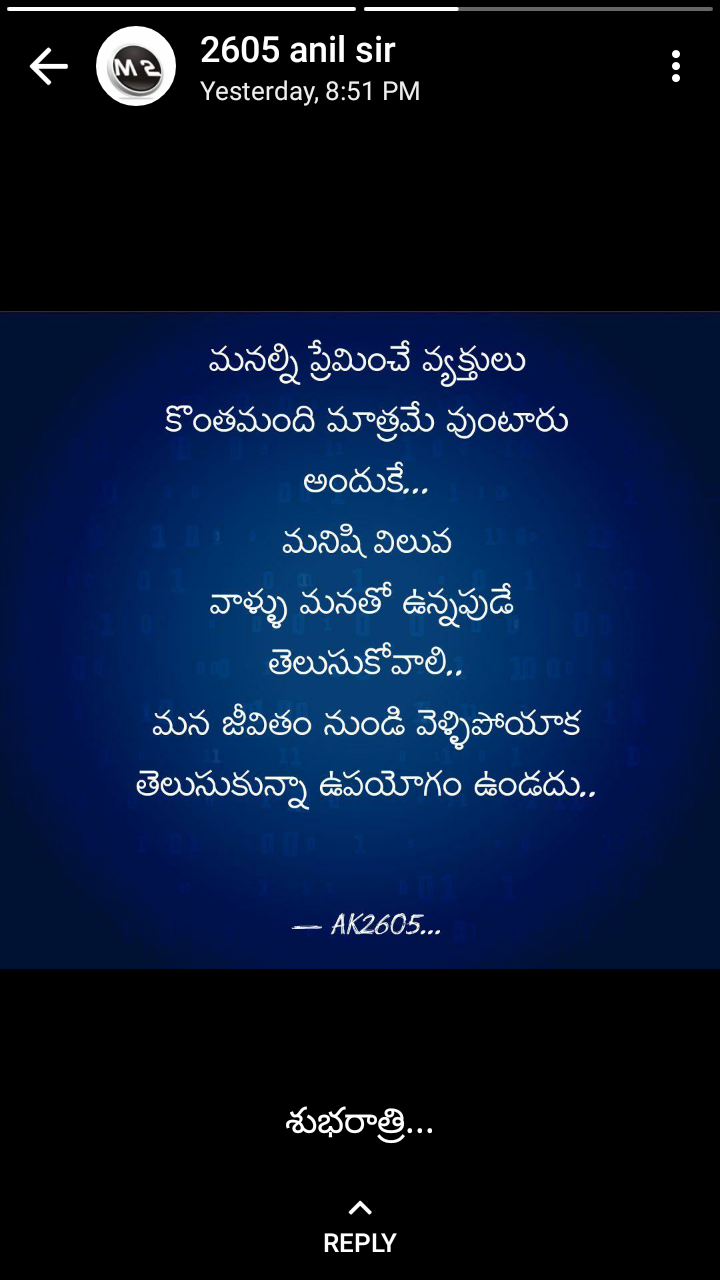 2605 anil sir
Yesterday, 8:51 PM
మనల్ని ప్రేమించే వ్యక్తులు
కొంతమంది మాత్రమే వుంటారు
అందుకే...
మనిషి విలువ
వాళ్ళు మనతో ఉన్నపుడే
తెలుసుకోవాలి..
మన జీవితం నుండి వెళ్ళిపోయాక
తెలుసుకున్నా ఉపయోగం ఉండదు..
— AK2605...
శుభరాత్రి...
REPLY